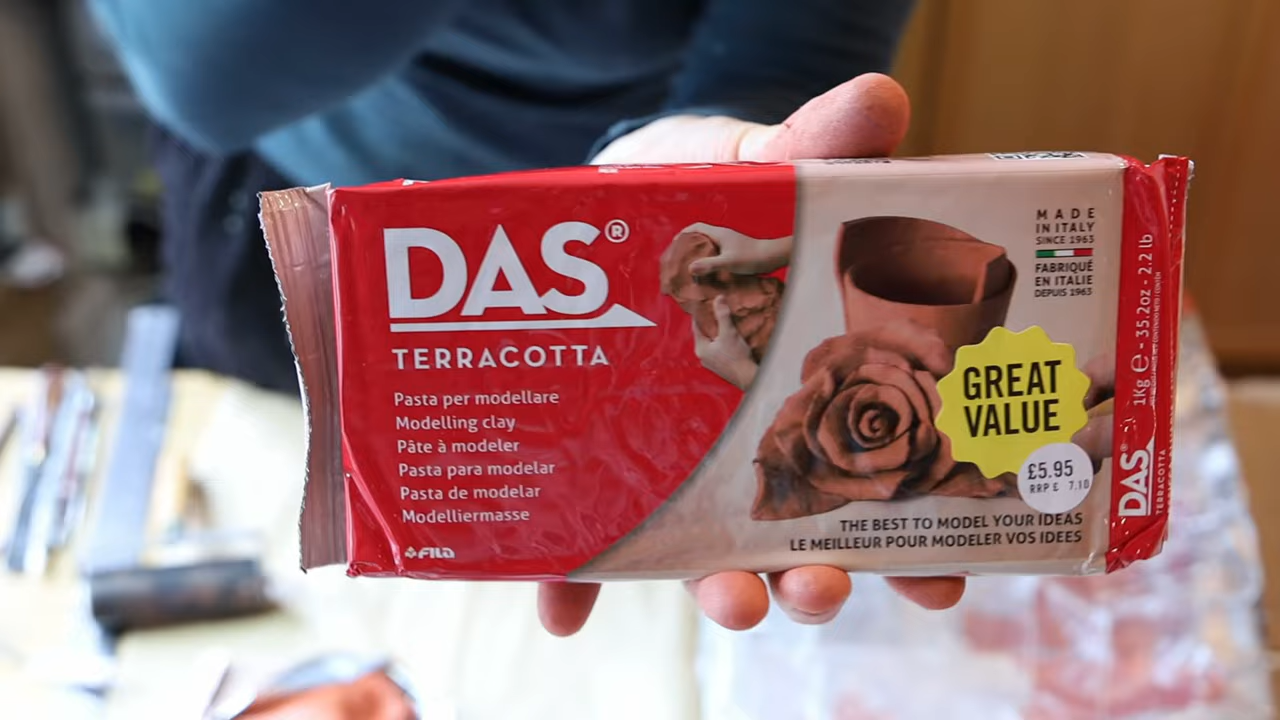 DAS®
TERRACOTTA
Pasta per modellare
Modelling clay
Pâte à modeler
Pasta para modelar
Pasta de modelar
Modelliermasse
FILA
MADE
IN ITALY
SINCE 1963
FABRIQUÉ
EN ITALIE
DEPUIS 1963
GREAT
VALUE
£5.95
RRP £ 7.10
THE BEST TO MODEL YOUR IDEAS
LE MEILLEUR POUR MODELER VOS IDEES
1Kg ℮ - 35.2oz - 2.2 lb
DAS®
TERRACOTTA